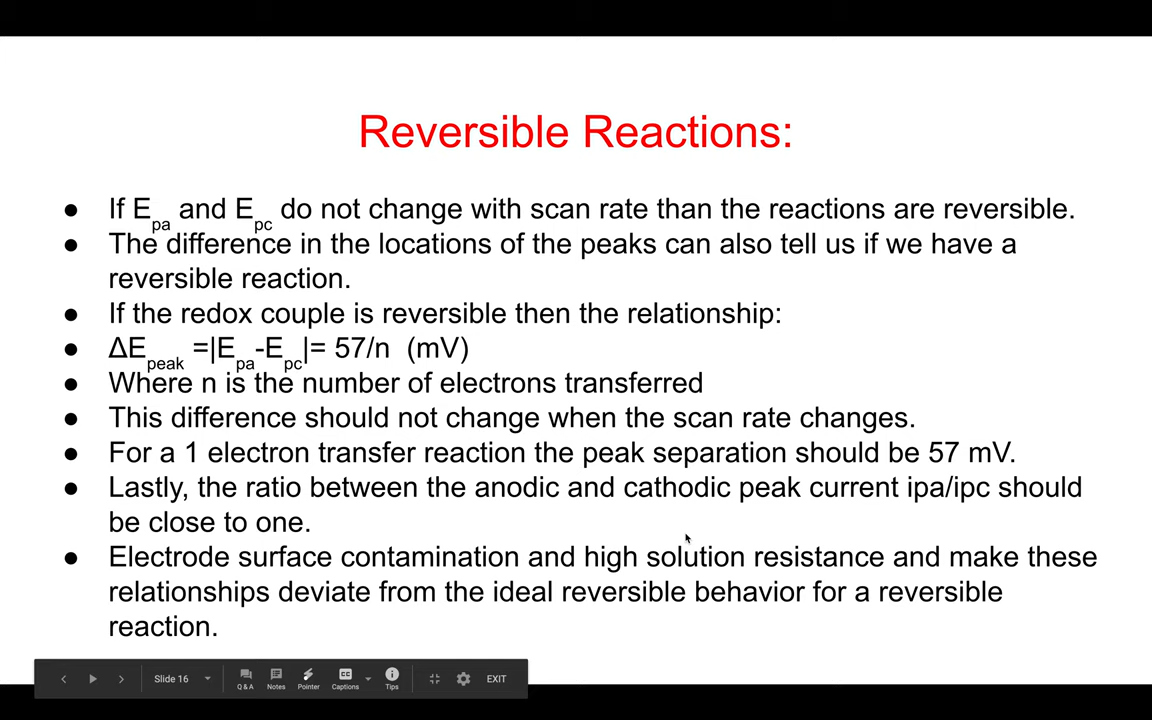 Reversible Reactions:
● If Epa and Epc do not change with scan rate than the reactions are reversible.
● The difference in the locations of the peaks can also tell us if we have a
reversible reaction.
● If the redox couple is reversible then the relationship:
● ΔEpeak =|Epa-Epc|= 57/n (mV)
● Where n is the number of electrons transferred
● This difference should not change when the scan rate changes.
● For a 1 electron transfer reaction the peak separation should be 57 mV.
● Lastly, the ratio between the anodic and cathodic peak current ipa/ipc should
be close to one.
● Electrode surface contamination and high solution resistance and make these
relationships deviate from the ideal reversible behavior for a reversible
reaction.
Slide 16 Q & A Notes Pointer CC Captions Tips EXIT